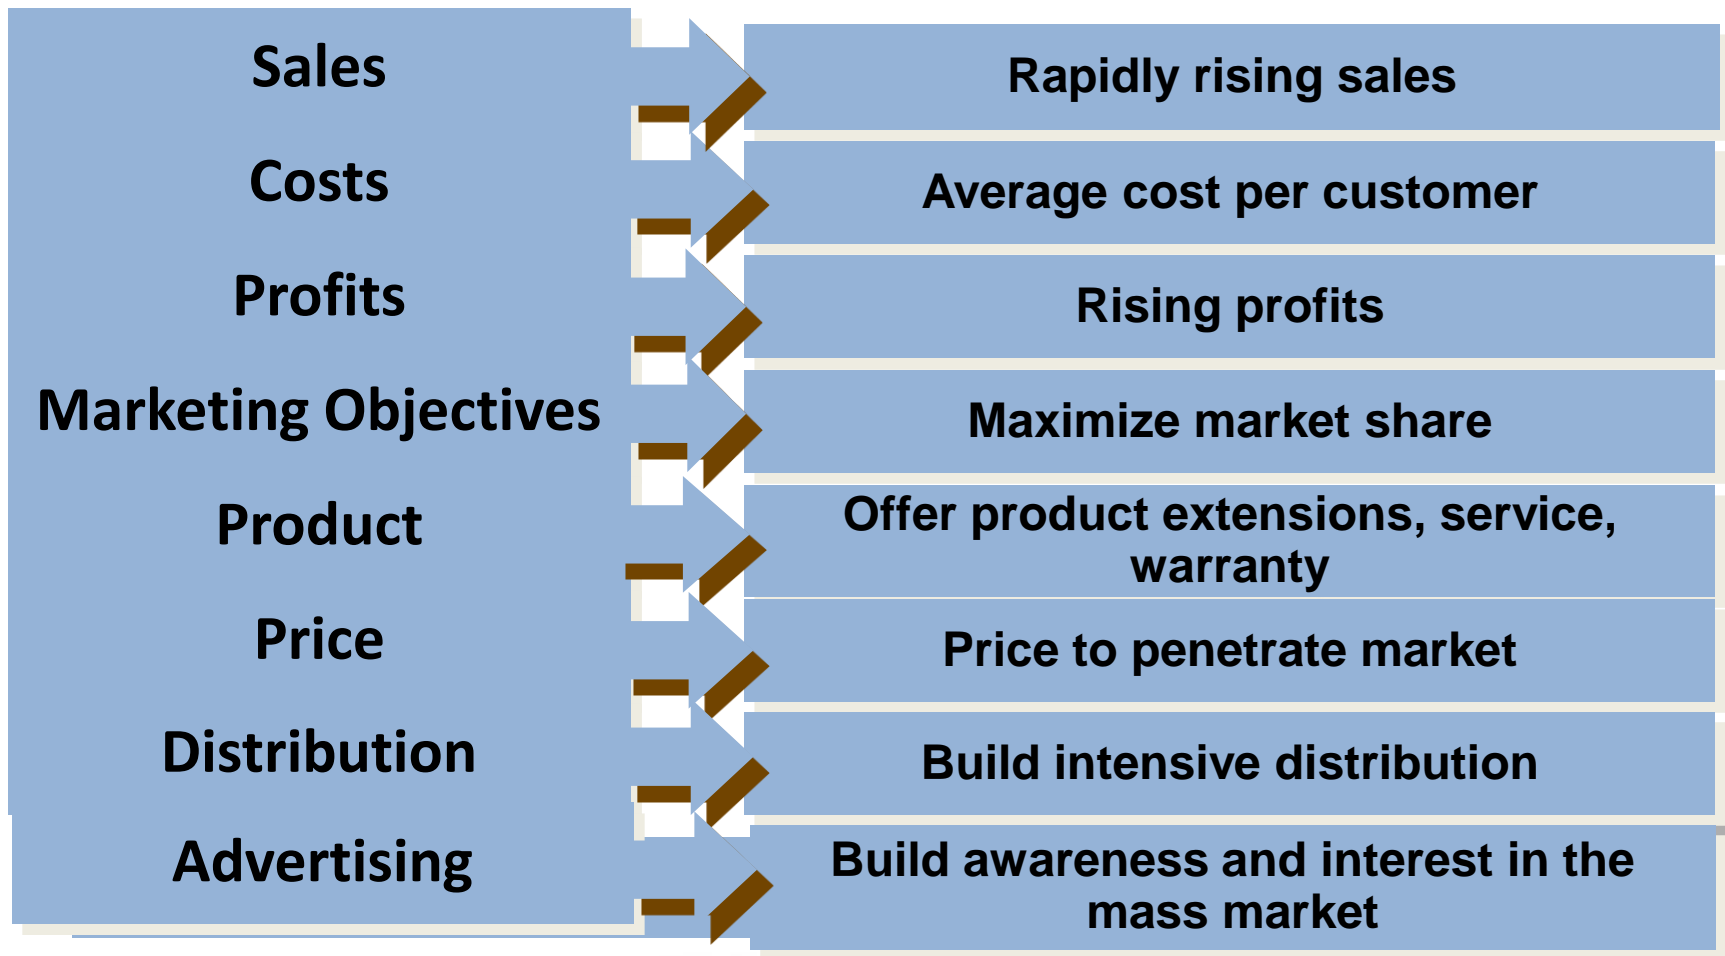 Sales
Rapidly rising sales
Costs
Average cost per customer
Profits
Rising profits
Marketing Objectives
Maximize market share
Product
Offer product extensions, service,
warranty
Price
Price to penetrate market
Distribution
Build intensive distribution
Advertising
Build awareness and interest in the
mass market